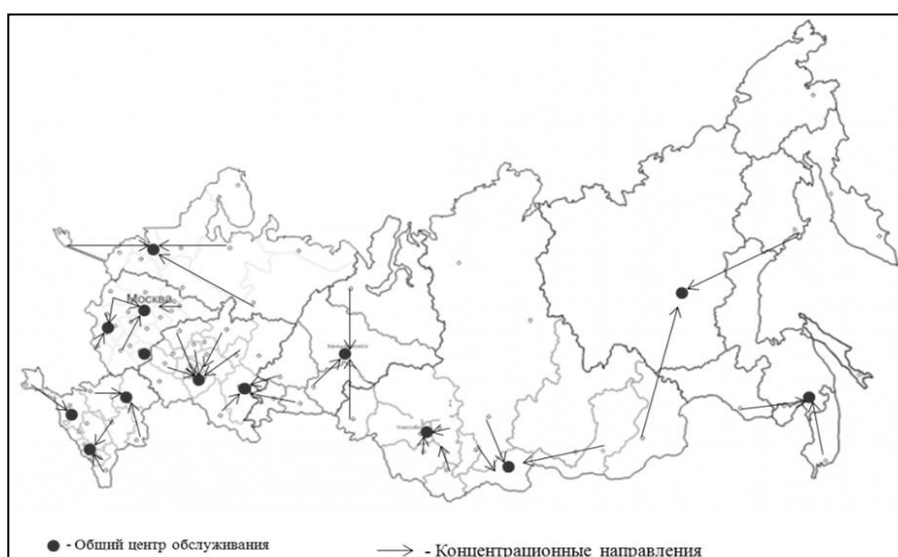 Москва
- Общий центр обслуживания
- Концентрационные направления